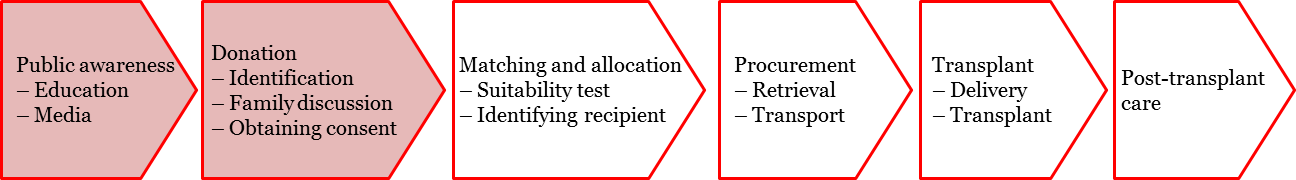 Public awareness
– Education
– Media
Donation
– Identification
– Family discussion
– Obtaining consent
Matching and allocation
– Suitability test
– Identifying recipient
Procurement
– Retrieval
– Transport
Transplant
– Delivery
– Transplant
Post-transplant
care